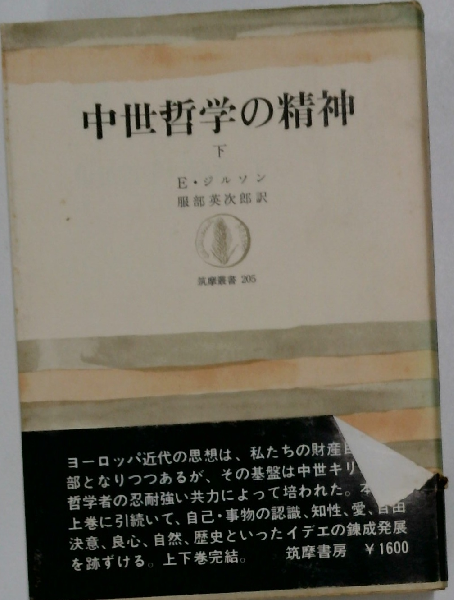 中世哲学の精神
下
E・ジルソン
服部英次郎訳
筑摩叢書 205
ヨーロッパ近代の思想は、私たちの財産
部となりつつあるが、その基盤は中世キリ
哲学者の忍耐強い共力によって培われた。本
上巻に引続いて、自己・事物の認識、知性、愛、自由
決意、良心、自然、歴史といったイデエの錬成発展
を跡ずける。上下巻完結。 筑摩書房 ¥1600